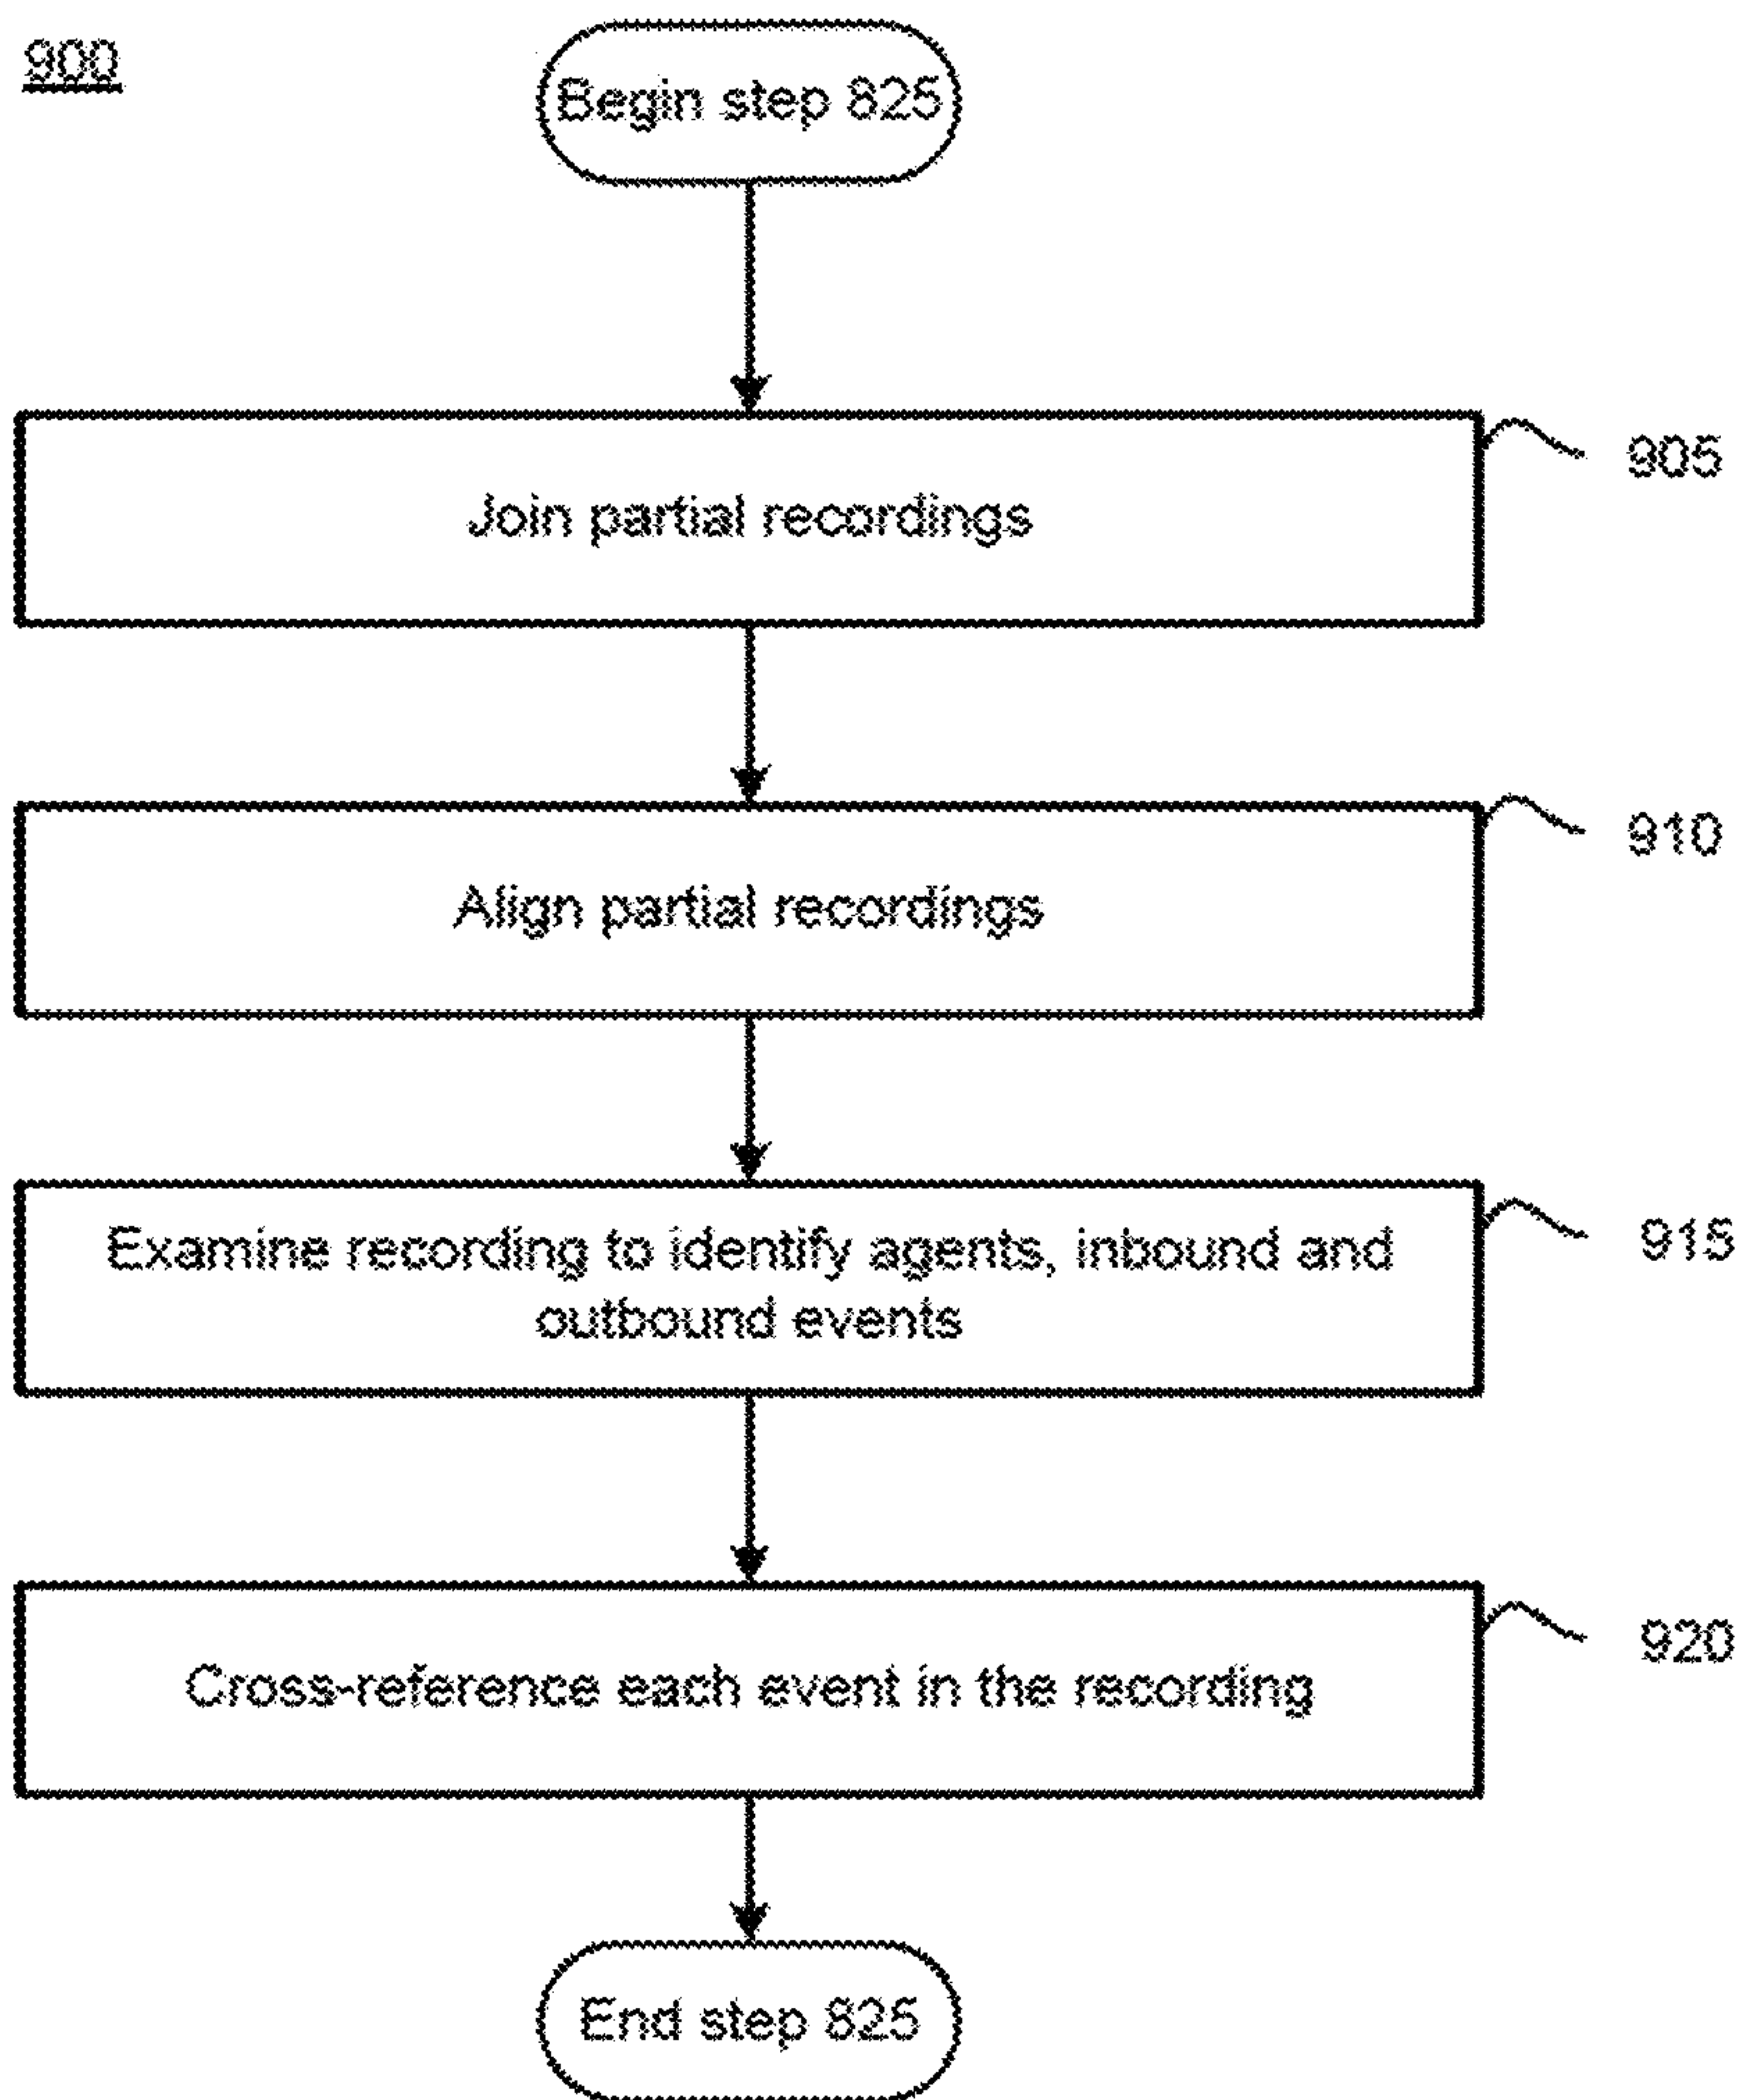 900
Begin step 825
905
Join partial recordings
910
Align partial recordings
915
Examine recording to identify agents, inbound and
outbound events
920
Cross-reference each event in the recording
End step 825